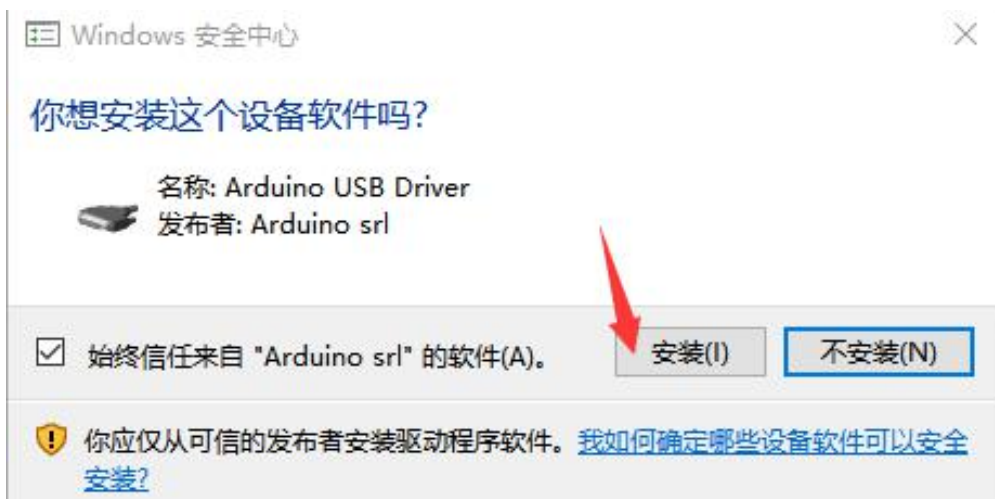 Windows 安全中心
你想安装这个设备软件吗?
名称: Arduino USB Driver
发布者: Arduino srl
始终信任来自 "Arduino srl" 的软件(A)。
安装(I)
不安装(N)
你应仅从可信的发布者安装驱动程序软件。我如何确定哪些设备软件可以安全
安装?